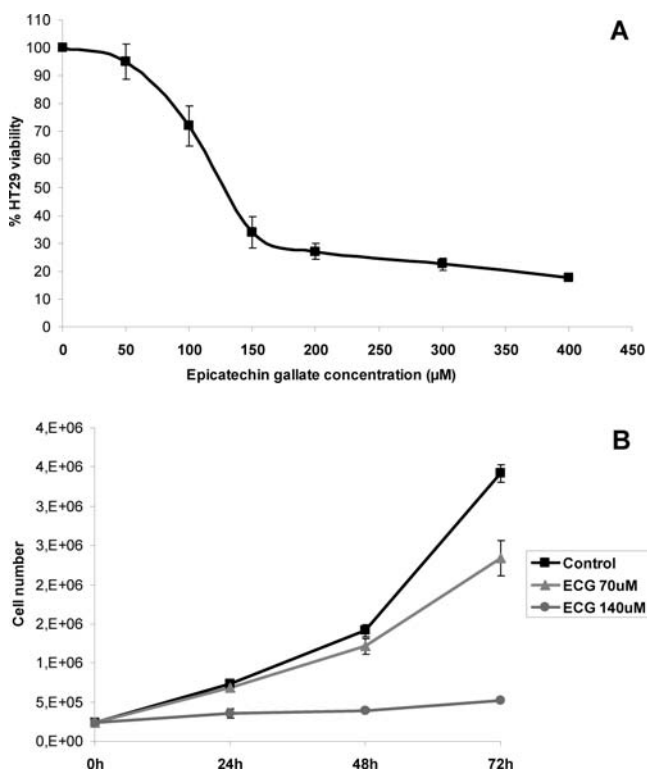 A
110
100
90
80
70
60
50
40
30
20
10
0
% HT29 viability
0 50 100 150 200 250 300 350 400 450
Epicatechin gallate concentration (µM)
B
4,E+06
4,E+06
3,E+06
3,E+06
2,E+06
2,E+06
1,E+06
5,E+05
0,E+00
Cell number
0h 24h 48h 72h
Control
ECG 70uM
ECG 140uM